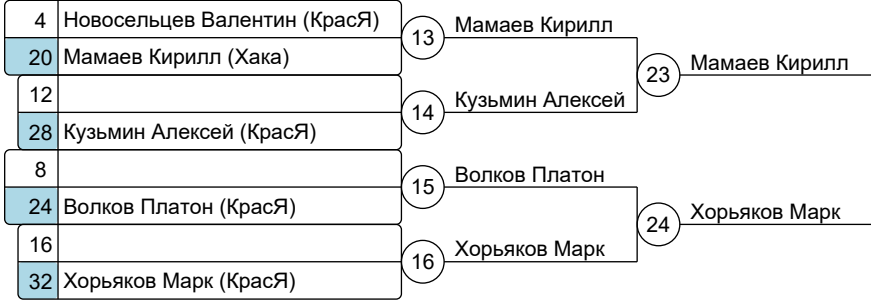 4 Новосельцев Валентин (КрасЯ)
13 Мамаев Кирилл
20 Мамаев Кирилл (Хака)
23 Мамаев Кирилл
12
14 Кузьмин Алексей
28 Кузьмин Алексей (КрасЯ)
8
15 Волков Платон
24 Волков Платон (КрасЯ)
24 Хорьяков Марк
16
16 Хорьяков Марк
32 Хорьяков Марк (КрасЯ)